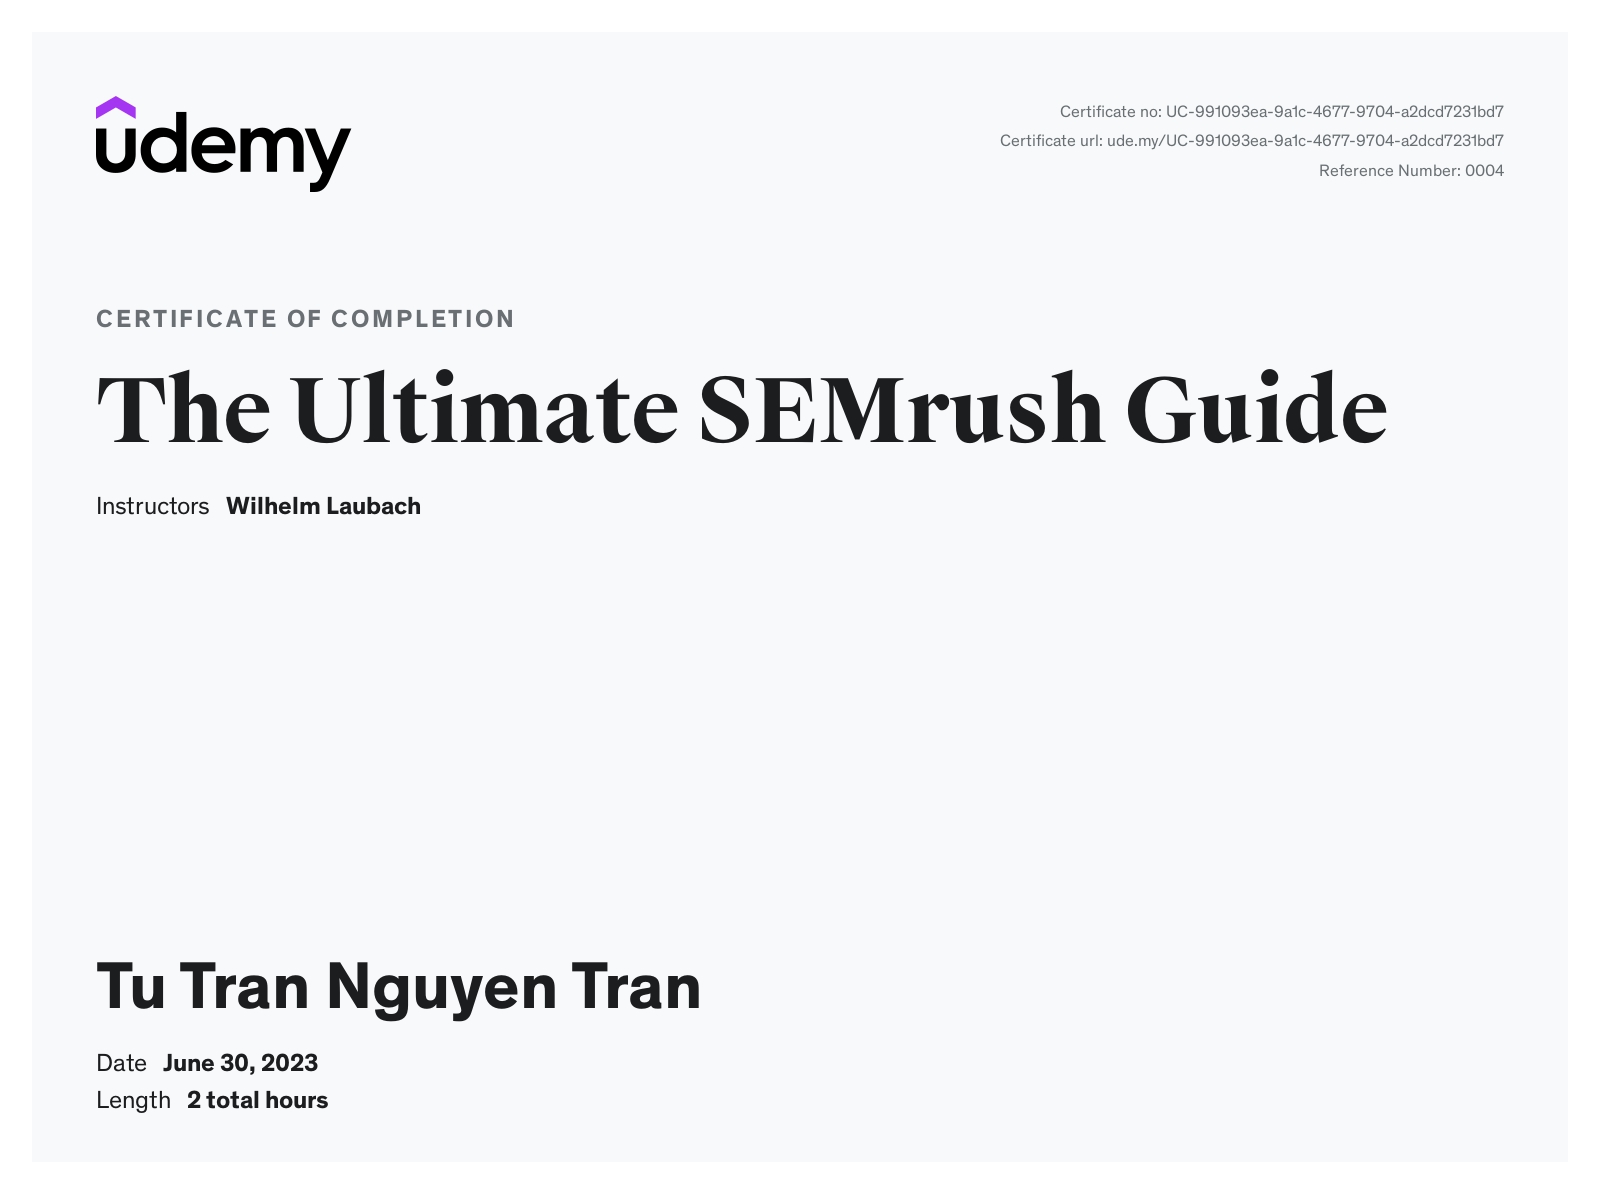 udemy
Certificate no: UC-991093ea-9a1c-4677-9704-a2dcd7231bd7
Certificate url: ude.my/UC-991093ea-9a1c-4677-9704-a2dcd7231bd7
Reference Number: 0004
CERTIFICATE OF COMPLETION
The Ultimate SEMrush Guide
Instructors Wilhelm Laubach
Tu Tran Nguyen Tran
Date June 30, 2023
Length 2 total hours